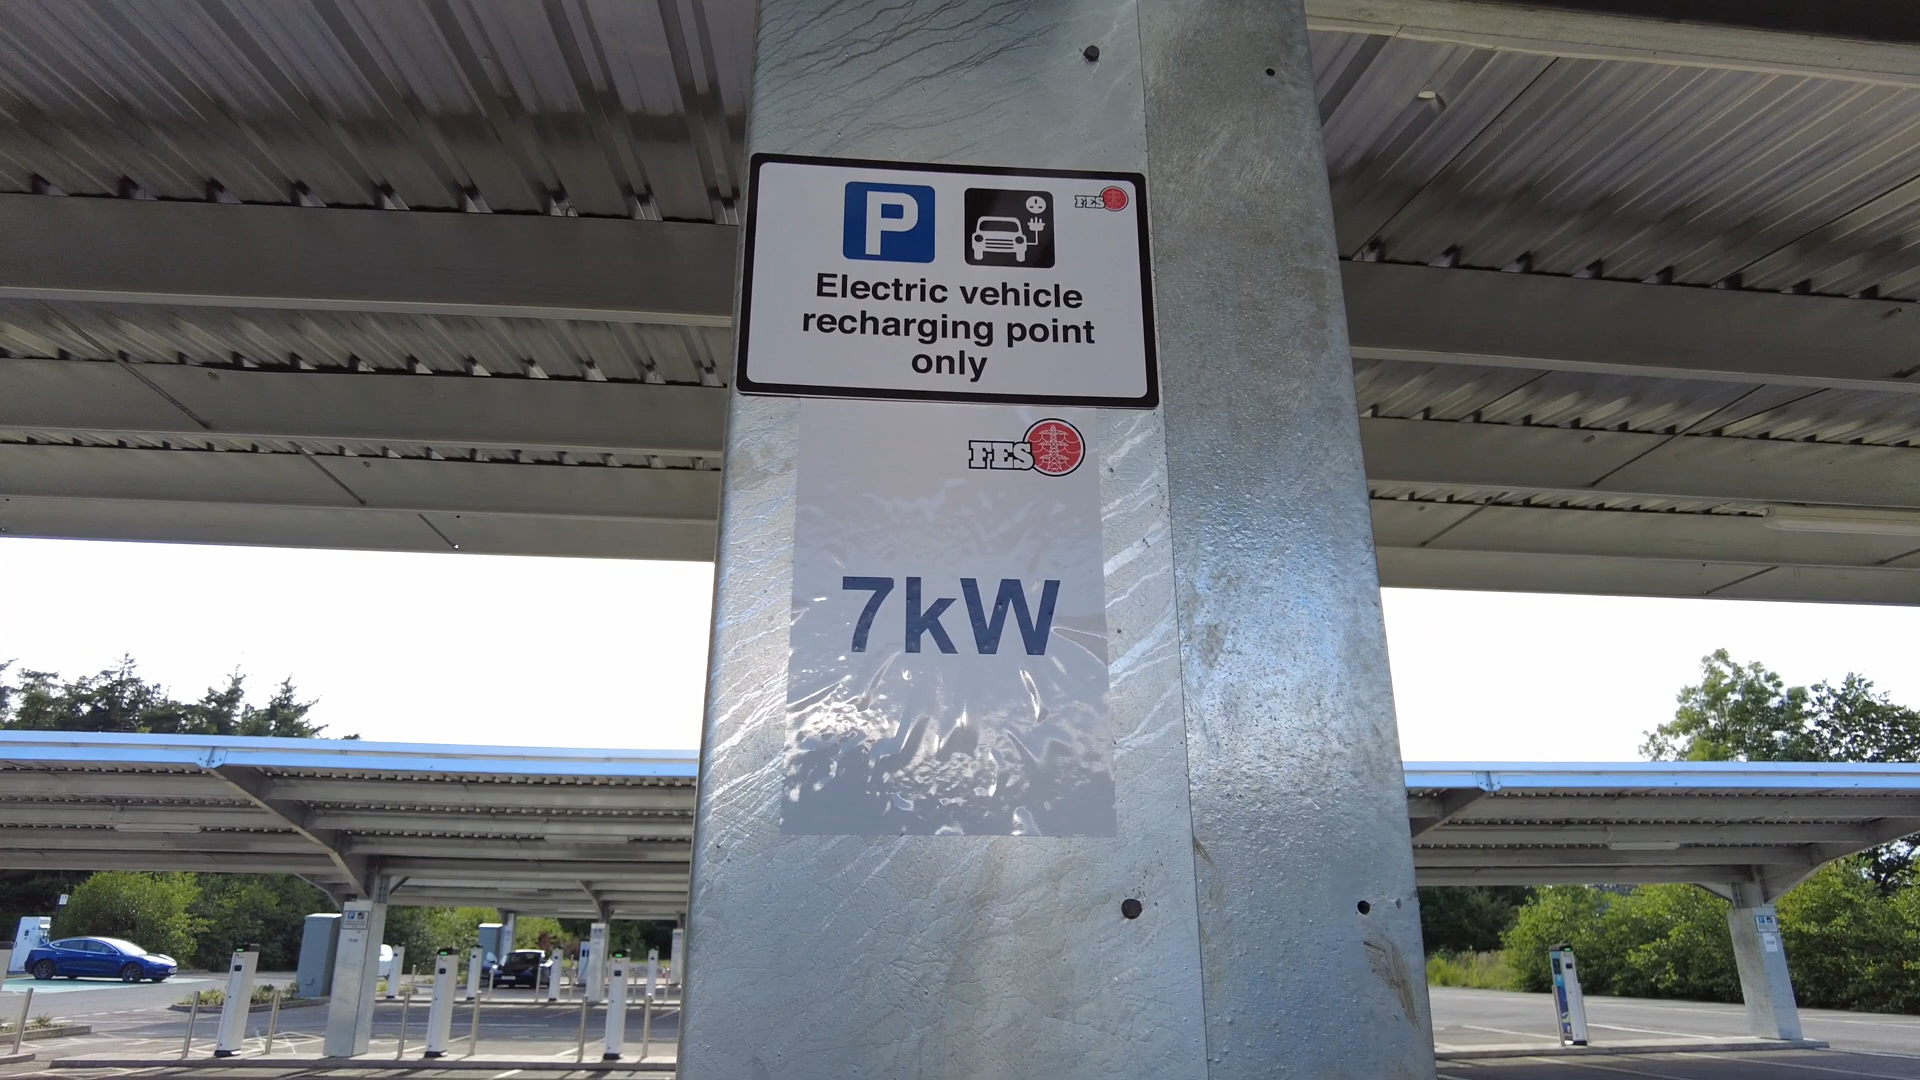 P
FES
Electric vehicle
recharging point
only
FES
7kW